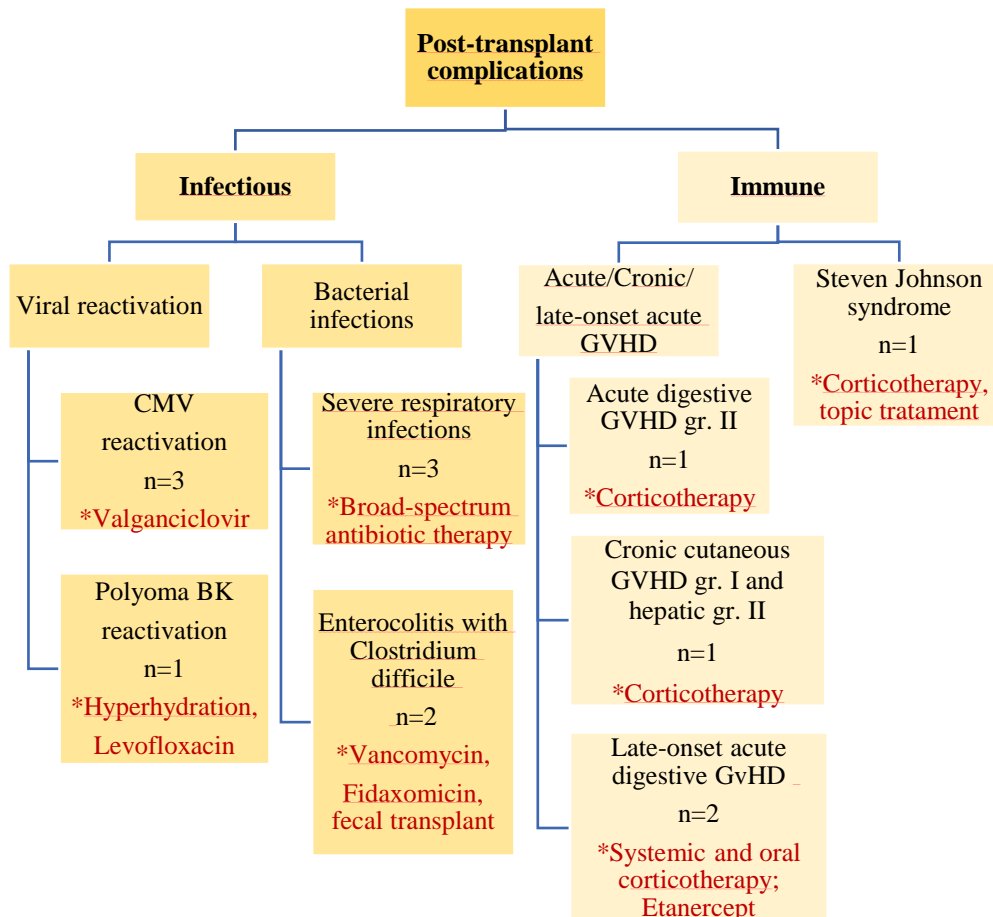 Post-transplant
complications
Infectious
Immune
Viral reactivation
Bacterial
infections
Acute/Cronic/
late-onset acute
GVHD
Steven Johnson
syndrome
n=1
*Corticotherapy,
topic tratament
CMV
reactivation
n=3
*Valganciclovir
Severe respiratory
infections
n=3
*Broad-spectrum
antibiotic therapy
Acute digestive
GVHD gr. II
n=1
*Corticotherapy
Polyoma BK
reactivation
n=1
*Hyperhydration,
Levofloxacin
Enterocolitis with
Clostridium
difficile
n=2
*Vancomycin,
Fidaxomicin,
fecal transplant
Cronic cutaneous
GVHD gr. I and
hepatic gr. II
n=1
*Corticotherapy
Late-onset acute
digestive GvHD
n=2
*Systemic and oral
corticotherapy;
Etanercept